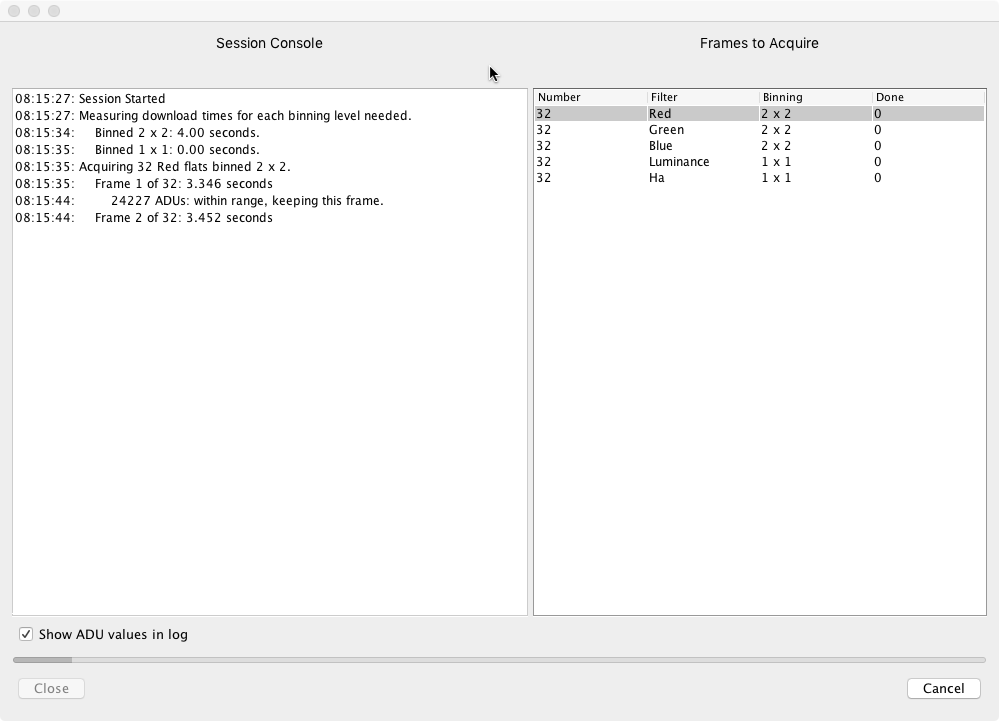 Session Console
Frames to Acquire
08:15:27: Session Started
08:15:27: Measuring download times for each binning level needed.
08:15:34: Binned 2 x 2: 4.00 seconds.
08:15:35: Binned 1 x 1: 0.00 seconds.
08:15:35: Acquiring 32 Red flats binned 2 x 2.
08:15:35: Frame 1 of 32: 3.346 seconds
08:15:44: 24227 ADUs: within range, keeping this frame.
08:15:44: Frame 2 of 32: 3.452 seconds
Number Filter Binning Done
32 Red 2 x 2 0
32 Green 2 x 2 0
32 Blue 2 x 2 0
32 Luminance 1 x 1 0
32 Ha 1 x 1 0
Show ADU values in log
Close
Cancel